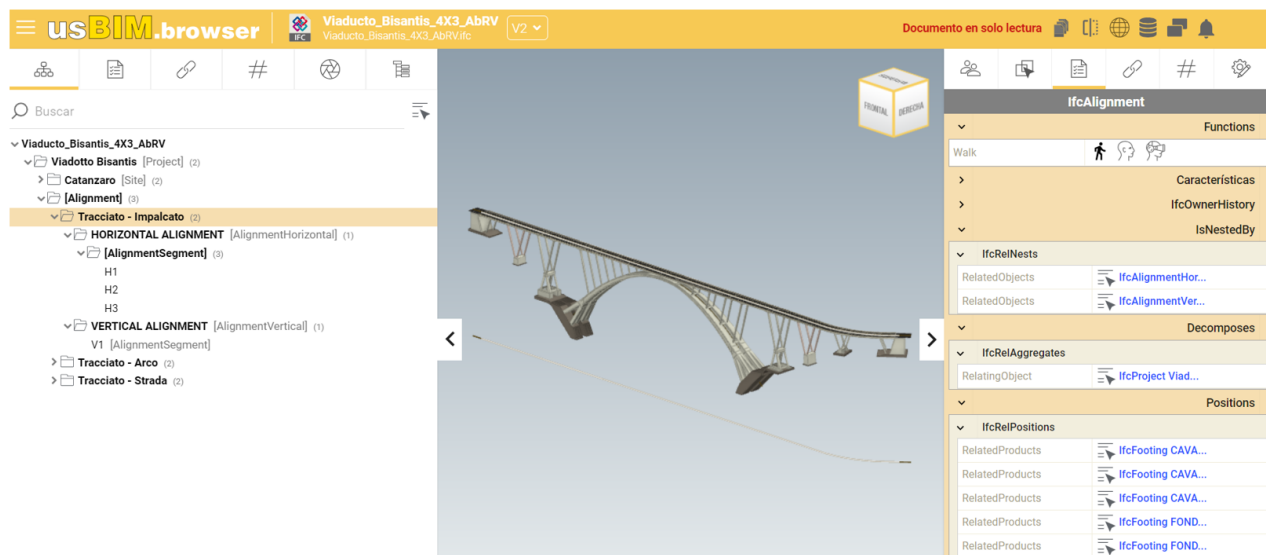 usBIM.browser
IFC
Viaducto_Bisantis_4X3_AbRV
Viaducto_Bisantis_4X3_AbRV.ifc
V2
Documento en solo lectura
Buscar
Viaducto_Bisantis_4X3_AbRV
Viadotto Bisantis [Project] (2)
Catanzaro [Site] (2)
[Alignment] (3)
Tracciato - Impalcato (2)
HORIZONTAL ALIGNMENT [AlignmentHorizontal] (1)
[AlignmentSegment] (3)
H1
H2
H3
VERTICAL ALIGNMENT [AlignmentVertical] (1)
V1 [AlignmentSegment]
Tracciato - Arco (2)
Tracciato - Strada (2)
FRONTAL
DERECHA
IfcAlignment
Functions
Walk
Características
IfcOwnerHistory
IsNestedBy
IfcRelNests
RelatedObjects IfcAlignmentHor...
RelatedObjects IfcAlignmentVer...
Decomposes
IfcRelAggregates
RelatingObject IfcProject Viad...
Positions
IfcRelPositions
RelatedProducts IfcFooting CAVA...
RelatedProducts IfcFooting CAVA...
RelatedProducts IfcFooting CAVA...
RelatedProducts IfcFooting FOND...
RelatedProducts IfcFooting FOND...